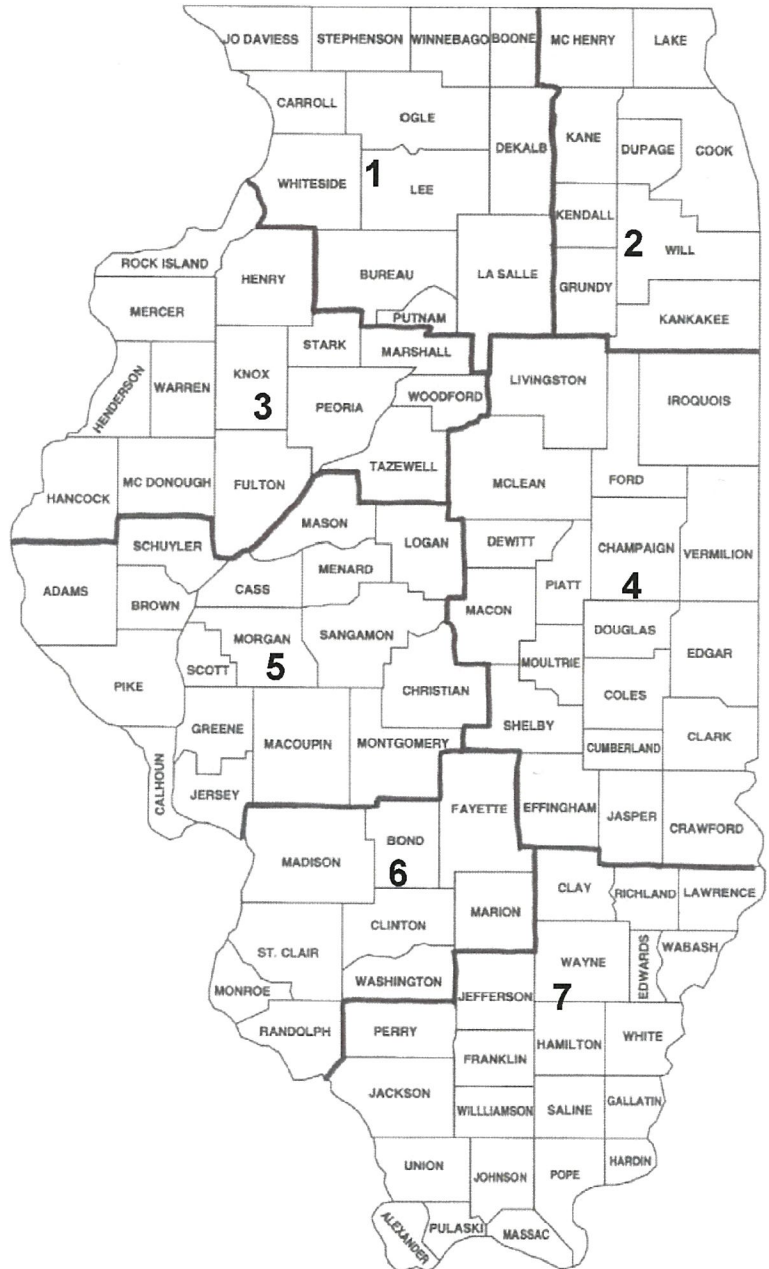 JO DAVIESS STEPHENSON WINNEBAGO BOONE MC HENRY LAKE
CARROLL OGLE DEKALB KANE DUPAGE COOK
WHITESIDE 1 LEE
KENDALL 2 WILL
ROCK ISLAND HENRY BUREAU LA SALLE GRUNDY
MERCER PUTNAM KANKAKEE
STARK MARSHALL
HENDERSON WARREN KNOX PEORIA WOODFORD LIVINGSTON IROQUOIS
3
TAZEWELL
HANCOCK MC DONOUGH FULTON MCLEAN FORD
MASON
SCHUYLER LOGAN DEWITT CHAMPAIGN VERMILION
ADAMS BROWN CASS MENARD PIATT 4
MACON
MORGAN SANGAMON DOUGLAS
SCOTT 5 MOULTRIE EDGAR
PIKE CHRISTIAN COLES
GREENE MACOUPIN MONTGOMERY SHELBY CUMBERLAND CLARK
CALHOUN JERSEY
FAYETTE EFFINGHAM JASPER CRAWFORD
MADISON BOND
6 CLAY RICHLAND LAWRENCE
MARION
CLINTON
ST. CLAIR WAYNE EDWARDS WABASH
WASHINGTON
MONROE JEFFERSON 7
RANDOLPH PERRY HAMILTON WHITE
FRANKLIN
JACKSON WILLLIAMSON SALINE GALLATIN
UNION JOHNSON POPE HARDIN
ALEXANDER PULASKI MASSAC